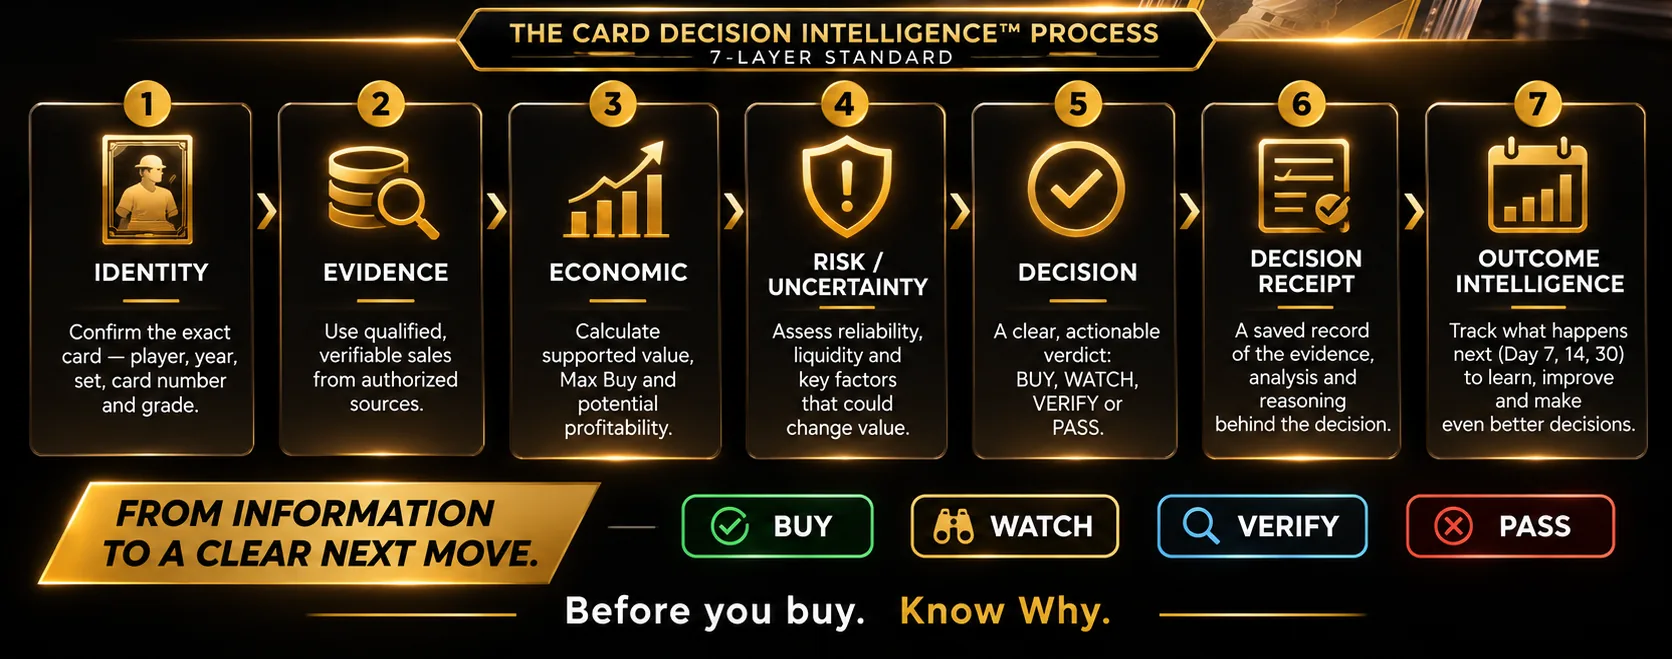 THE CARD DECISION INTELLIGENCE™ PROCESS
7-LAYER STANDARD
1
IDENTITY
Confirm the exact
card — player, year,
set, card number
and grade.
2
EVIDENCE
Use qualified,
verifiable sales
from authorized
sources.
3
ECONOMIC
Calculate
supported value,
Max Buy and
potential
profitability.
4
RISK /
UNCERTAINTY
Assess reliability,
liquidity and
key factors
that could
change value.
5
DECISION
A clear, actionable
verdict:
BUY, WATCH,
VERIFY or
PASS.
6
DECISION
RECEIPT
A saved record
of the evidence,
analysis and
reasoning
behind the decision.
7
OUTCOME
INTELLIGENCE
Track what happens
next (Day 7, 14, 30)
to learn, improve
and make
even better decisions.
FROM INFORMATION
TO A CLEAR NEXT MOVE.
BUY
WATCH
VERIFY
PASS
Before you buy. Know Why.